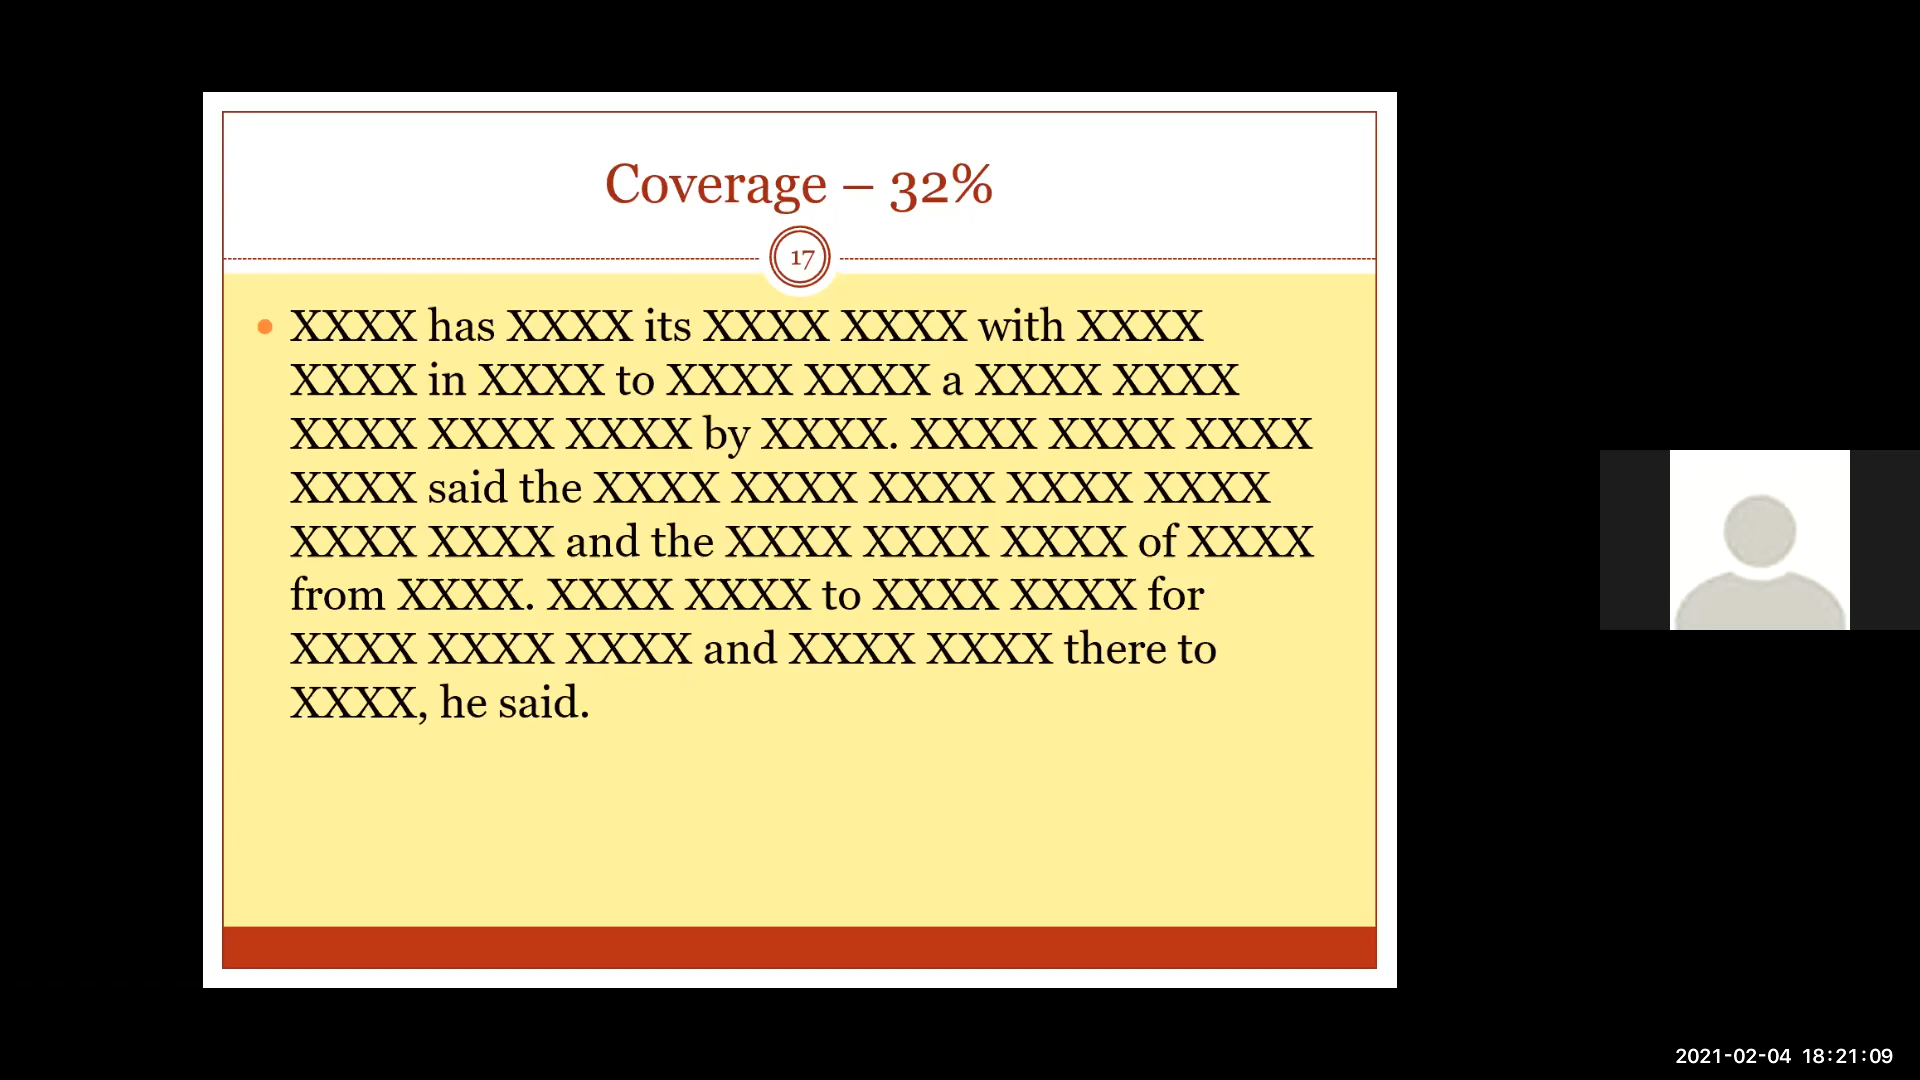 Coverage – 32%
17
• XXXX has XXXX its XXXX XXXX with XXXX
XXXX in XXXX to XXXX XXXX a XXXX XXXX
XXXX XXXX XXXX by XXXX. XXXX XXXX XXXX
XXXX said the XXXX XXXX XXXX XXXX XXXX
XXXX XXXX and the XXXX XXXX XXXX of XXXX
from XXXX. XXXX XXXX to XXXX XXXX for
XXXX XXXX XXXX and XXXX XXXX there to
XXXX, he said.
2021-02-04 18:21:09